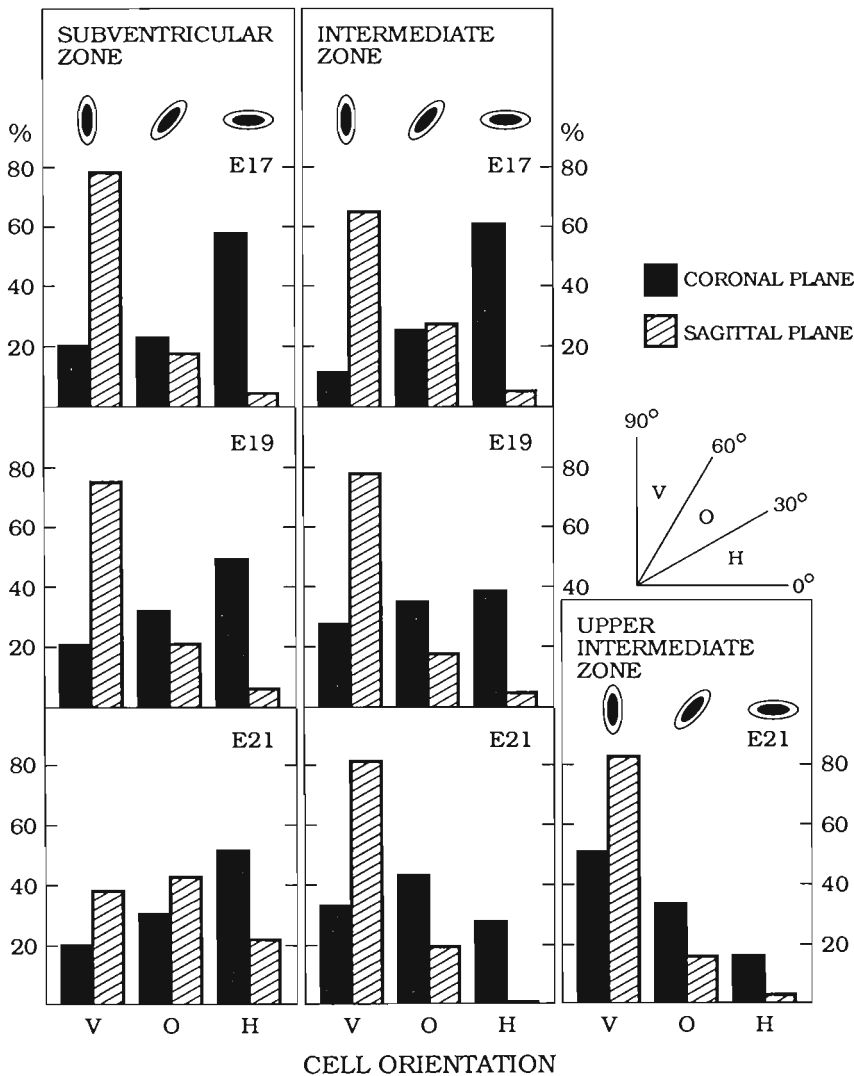 SUBVENTRICULAR
ZONE
INTERMEDIATE
ZONE
%
%
E17
E17
80
60
40
20
80
60
40
20
CORONAL PLANE
SAGITTAL PLANE
E19
E19
80
60
40
20
80
60
40
20
90°
60°
30°
0°
V
O
H
UPPER
INTERMEDIATE
ZONE
E21
E21
E21
80
60
40
20
80
60
40
20
V
O
H
V
O
H
V
O
H
CELL ORIENTATION